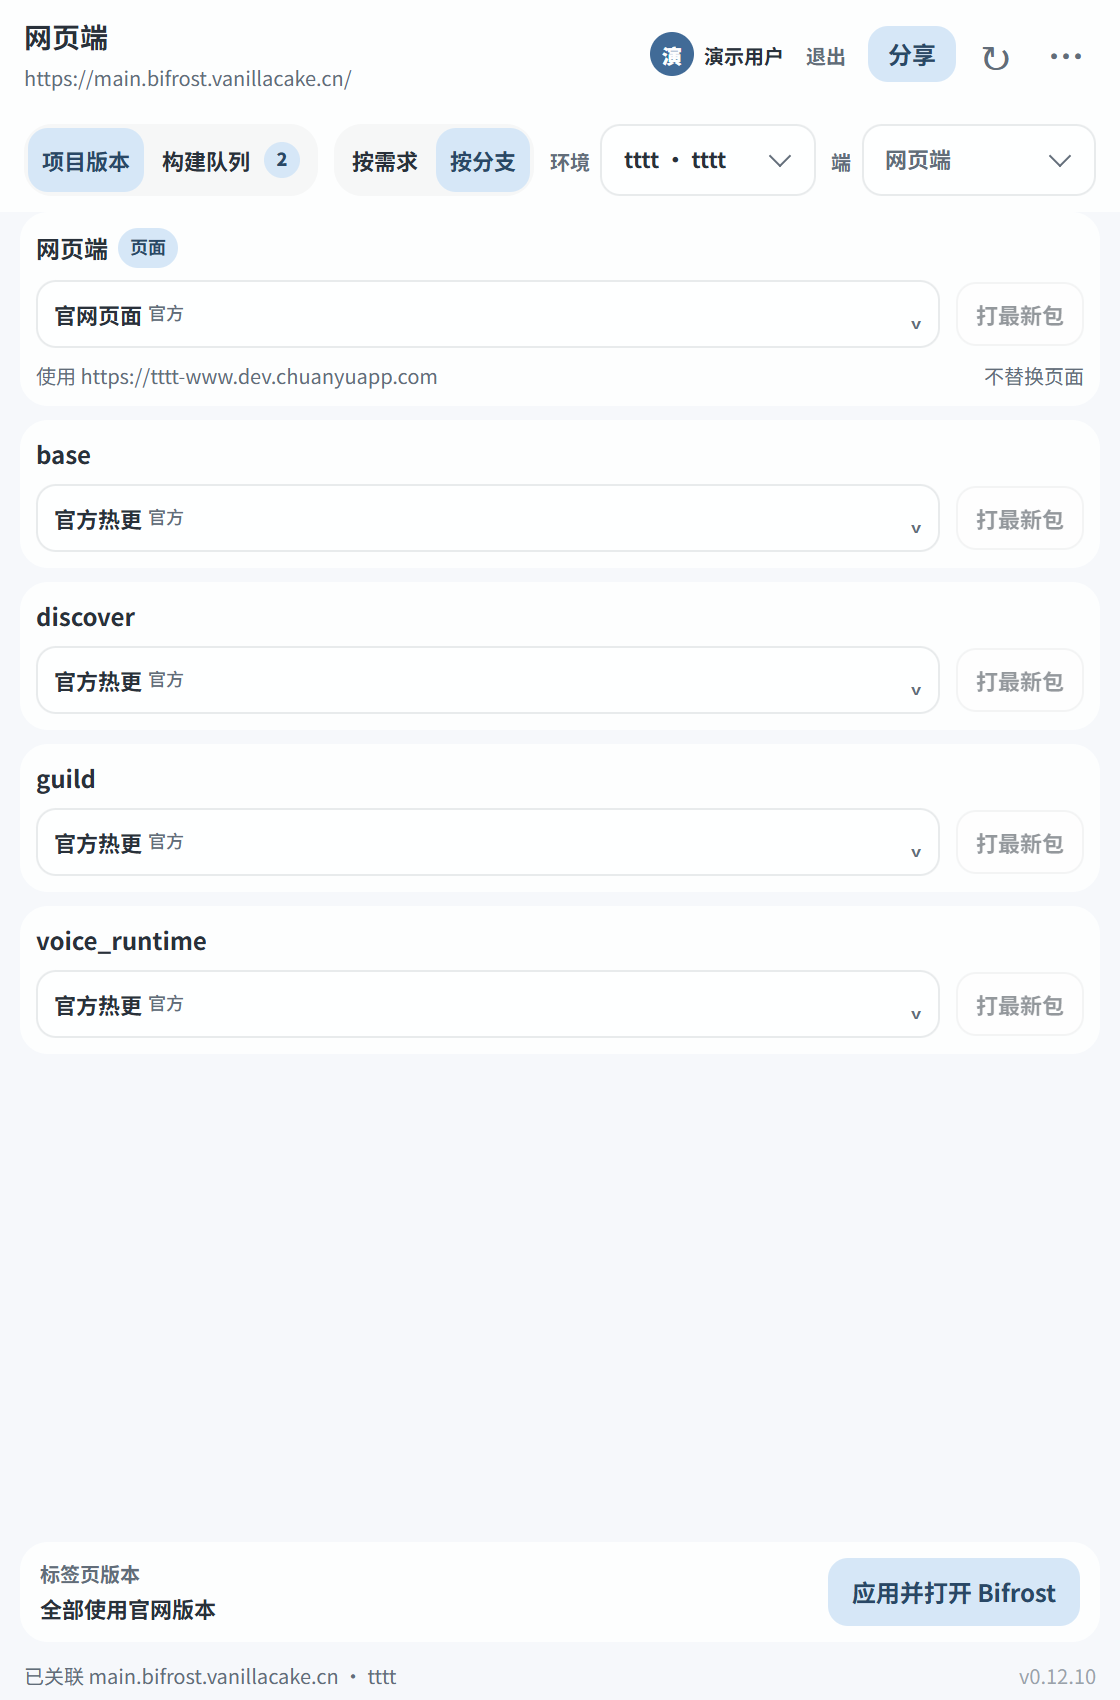 网页端
https://main.bifrost.vanillacake.cn/
演 演示用户 退出 分享 ↻ ···
项目版本 构建队列 2 按需求 按分支 环境 tttt · tttt 端 网页端
网页端 页面
官网页面 官方 v 打最新包
使用 https://tttt-www.dev.chuanyuapp.com 不替换页面
base
官方热更 官方 v 打最新包
discover
官方热更 官方 v 打最新包
guild
官方热更 官方 v 打最新包
voice_runtime
官方热更 官方 v 打最新包
标签页版本
全部使用官网版本
应用并打开 Bifrost
已关联 main.bifrost.vanillacake.cn · tttt v0.12.10